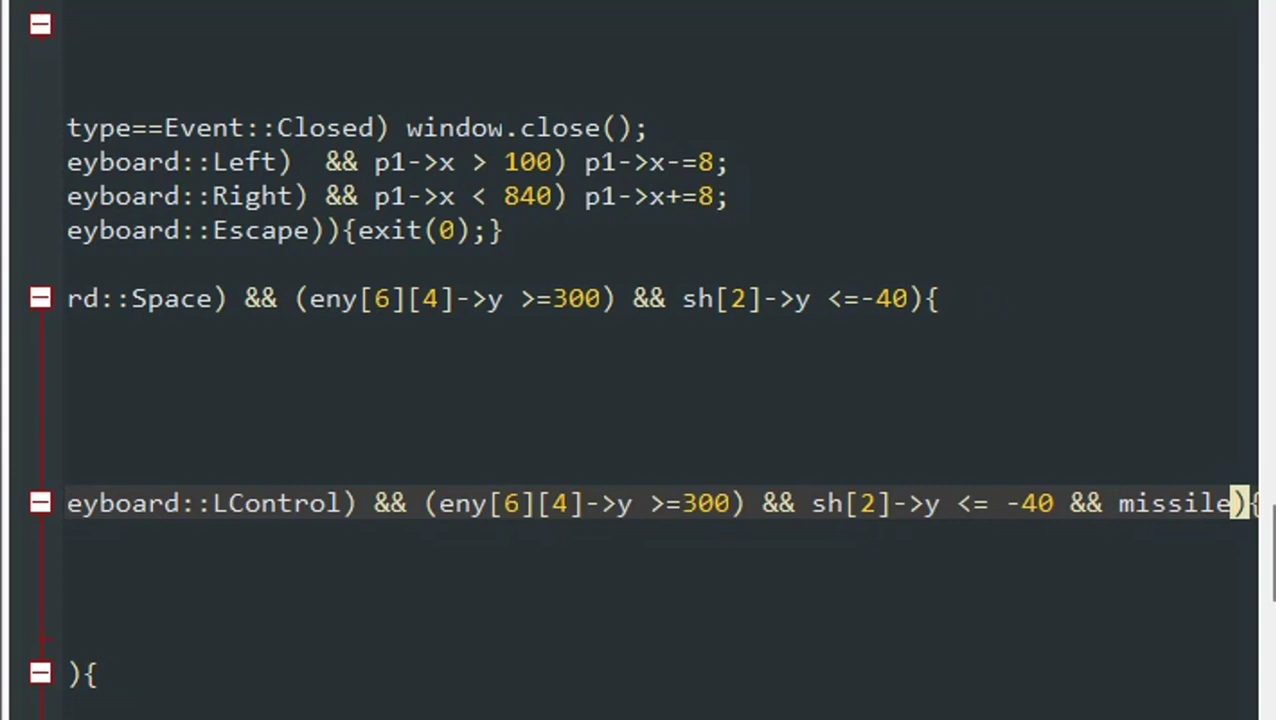 type==Event::Closed) window.close();
eyboard::Left)  && p1->x > 100) p1->x-=8;
eyboard::Right) && p1->x < 840) p1->x+=8;
eyboard::Escape)){exit(0);}
rd::Space) && (eny[6][4]->y >=300) && sh[2]->y <=-40){
eyboard::LControl) && (eny[6][4]->y >=300) && sh[2]->y <= -40 && missile){
){